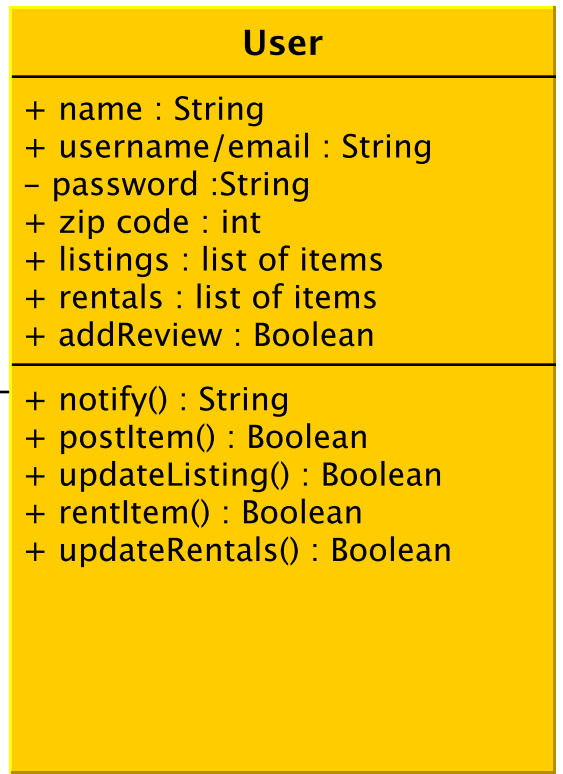 User
+ name : String
+ username/email : String
– password :String
+ zip code : int
+ listings : list of items
+ rentals : list of items
+ addReview : Boolean
+ notify() : String
+ postItem() : Boolean
+ updateListing() : Boolean
+ rentItem() : Boolean
+ updateRentals() : Boolean